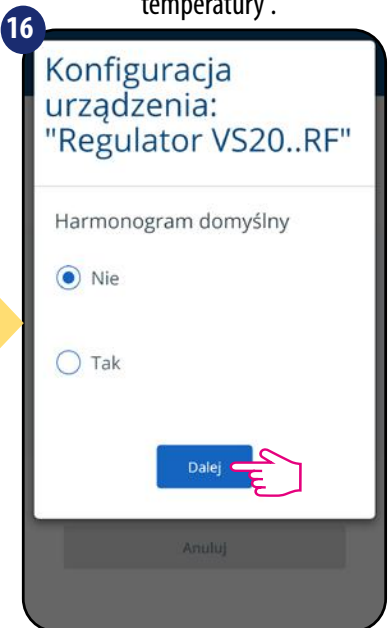 temperatury".
16
Konfiguracja
urządzenia:
"Regulator VS20..RF"
Harmonogram domyślny
Nie
Tak
Dalej
Anuluj